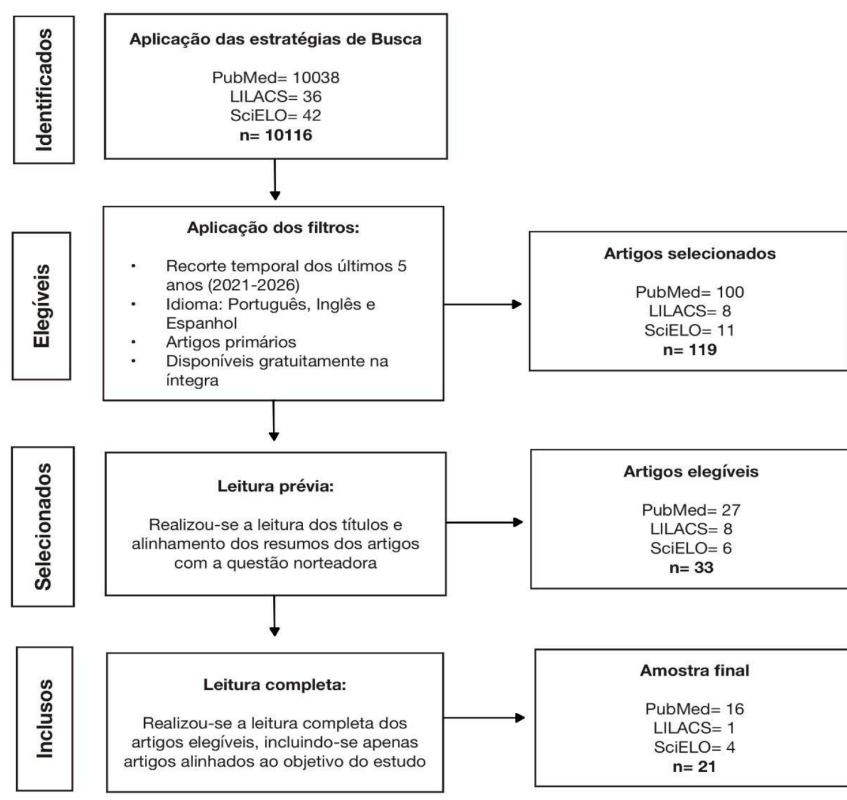 Identificados
Aplicação das estratégias de Busca
PubMed= 10038
LILACS= 36
SciELO= 42
n= 10116
Elegíveis
Aplicação dos filtros:
• Recorte temporal dos últimos 5
anos (2021-2026)
• Idioma: Português, Inglês e
Espanhol
• Artigos primários
• Disponíveis gratuitamente na
íntegra
Artigos selecionados
PubMed= 100
LILACS= 8
SciELO= 11
n= 119
Selecionados
Leitura prévia:
Realizou-se a leitura dos títulos e
alinhamento dos resumos dos artigos
com a questão norteadora
Artigos elegíveis
PubMed= 27
LILACS= 8
SciELO= 6
n= 33
Inclusos
Leitura completa:
Realizou-se a leitura completa dos
artigos elegíveis, incluindo-se apenas
artigos alinhados ao objetivo do estudo
Amostra final
PubMed= 16
LILACS= 1
SciELO= 4
n= 21